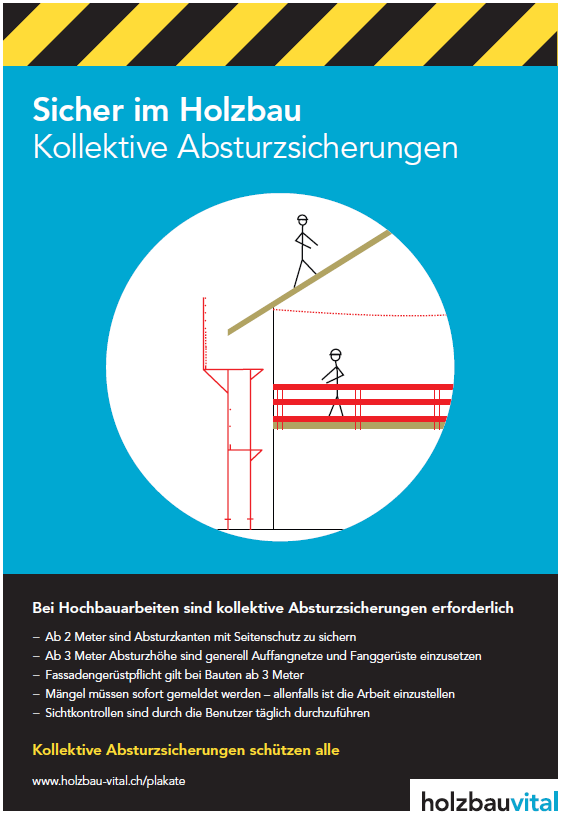 Sicher im Holzbau
Kollektive Absturzsicherungen
Bei Hochbauarbeiten sind kollektive Absturzsicherungen erforderlich
– Ab 2 Meter sind Absturzkanten mit Seitenschutz zu sichern
– Ab 3 Meter Absturzhöhe sind generell Auffangnetze und Fanggerüste einzusetzen
– Fassadengerüstpflicht gilt bei Bauten ab 3 Meter
– Mängel müssen sofort gemeldet werden – allenfalls ist die Arbeit einzustellen
– Sichtkontrollen sind durch die Benutzer täglich durchzuführen
Kollektive Absturzsicherungen schützen alle
www.holzbau-vital.ch/plakate
holzbauvital